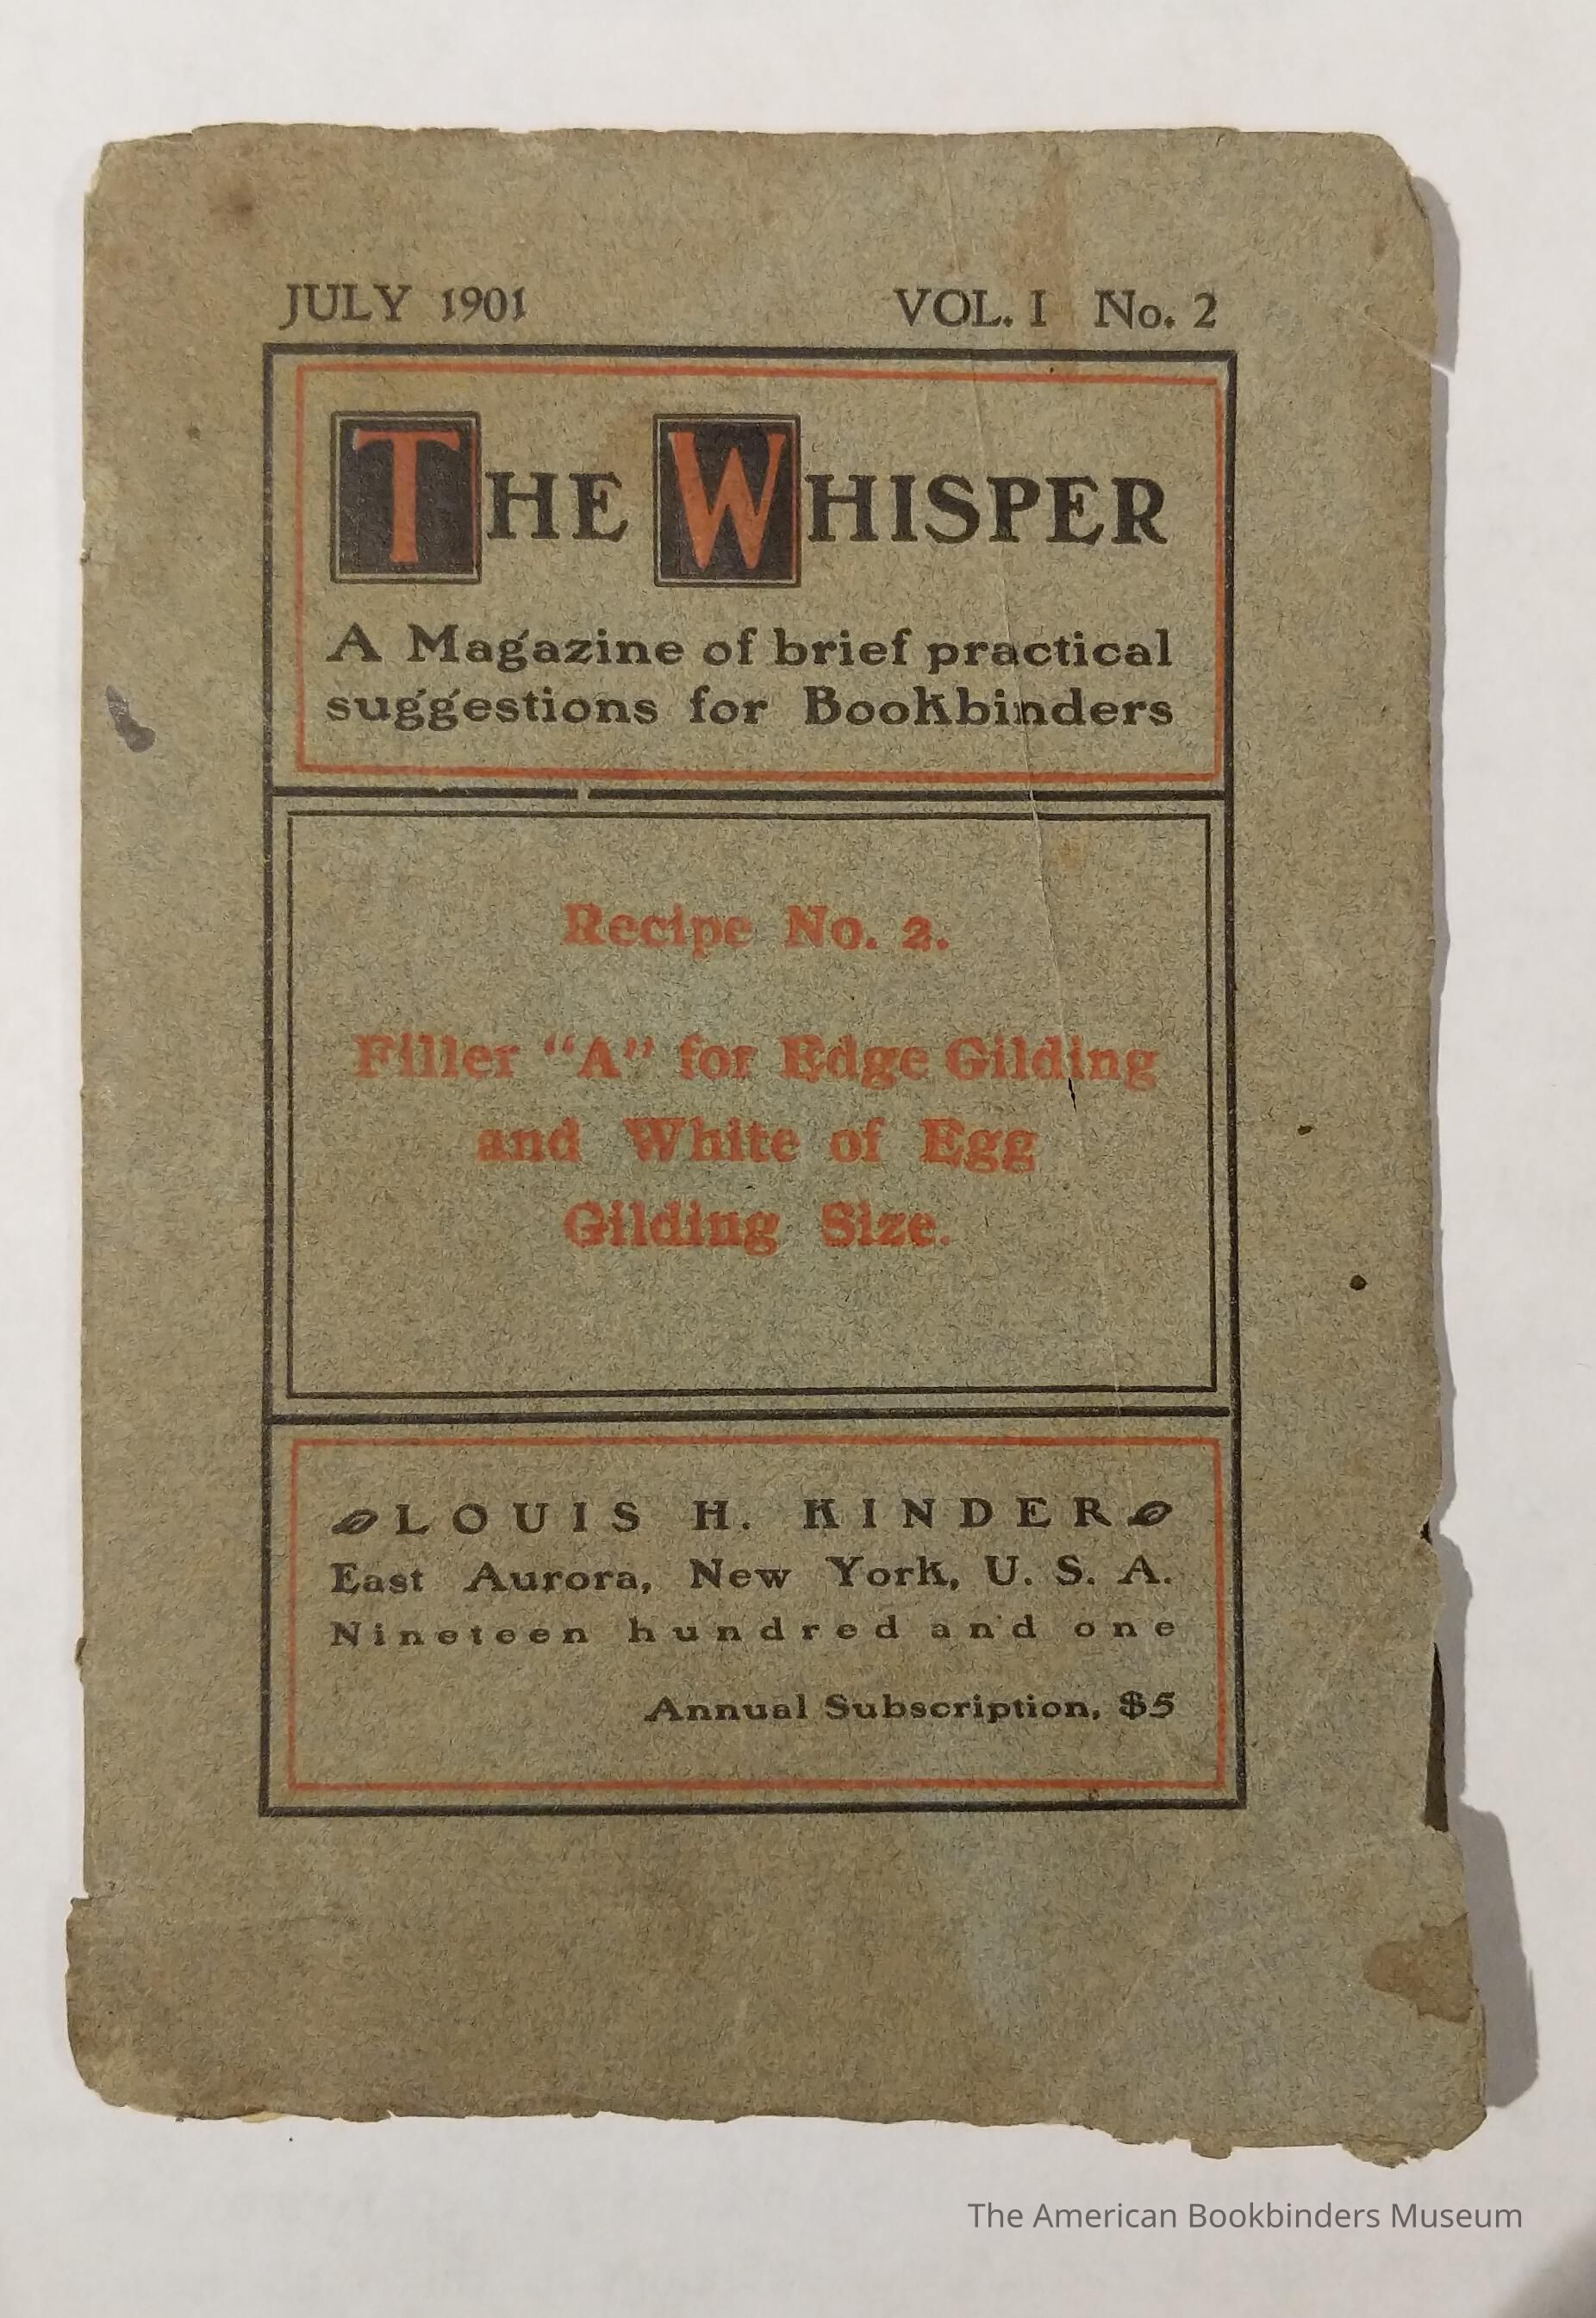 JULY 1901 VOL. I No. 2
THE WHISPER
A Magazine of brief practical
suggestions for Bookbinders
Recipe No. 2.
Filler “A” for Edge Gilding
and White of Egg
Gilding Size.
LOUIS H. KINDER
East Aurora, New York, U. S. A.
Nineteen hundred and one
Annual Subscription, $5
The American Bookbinders Museum